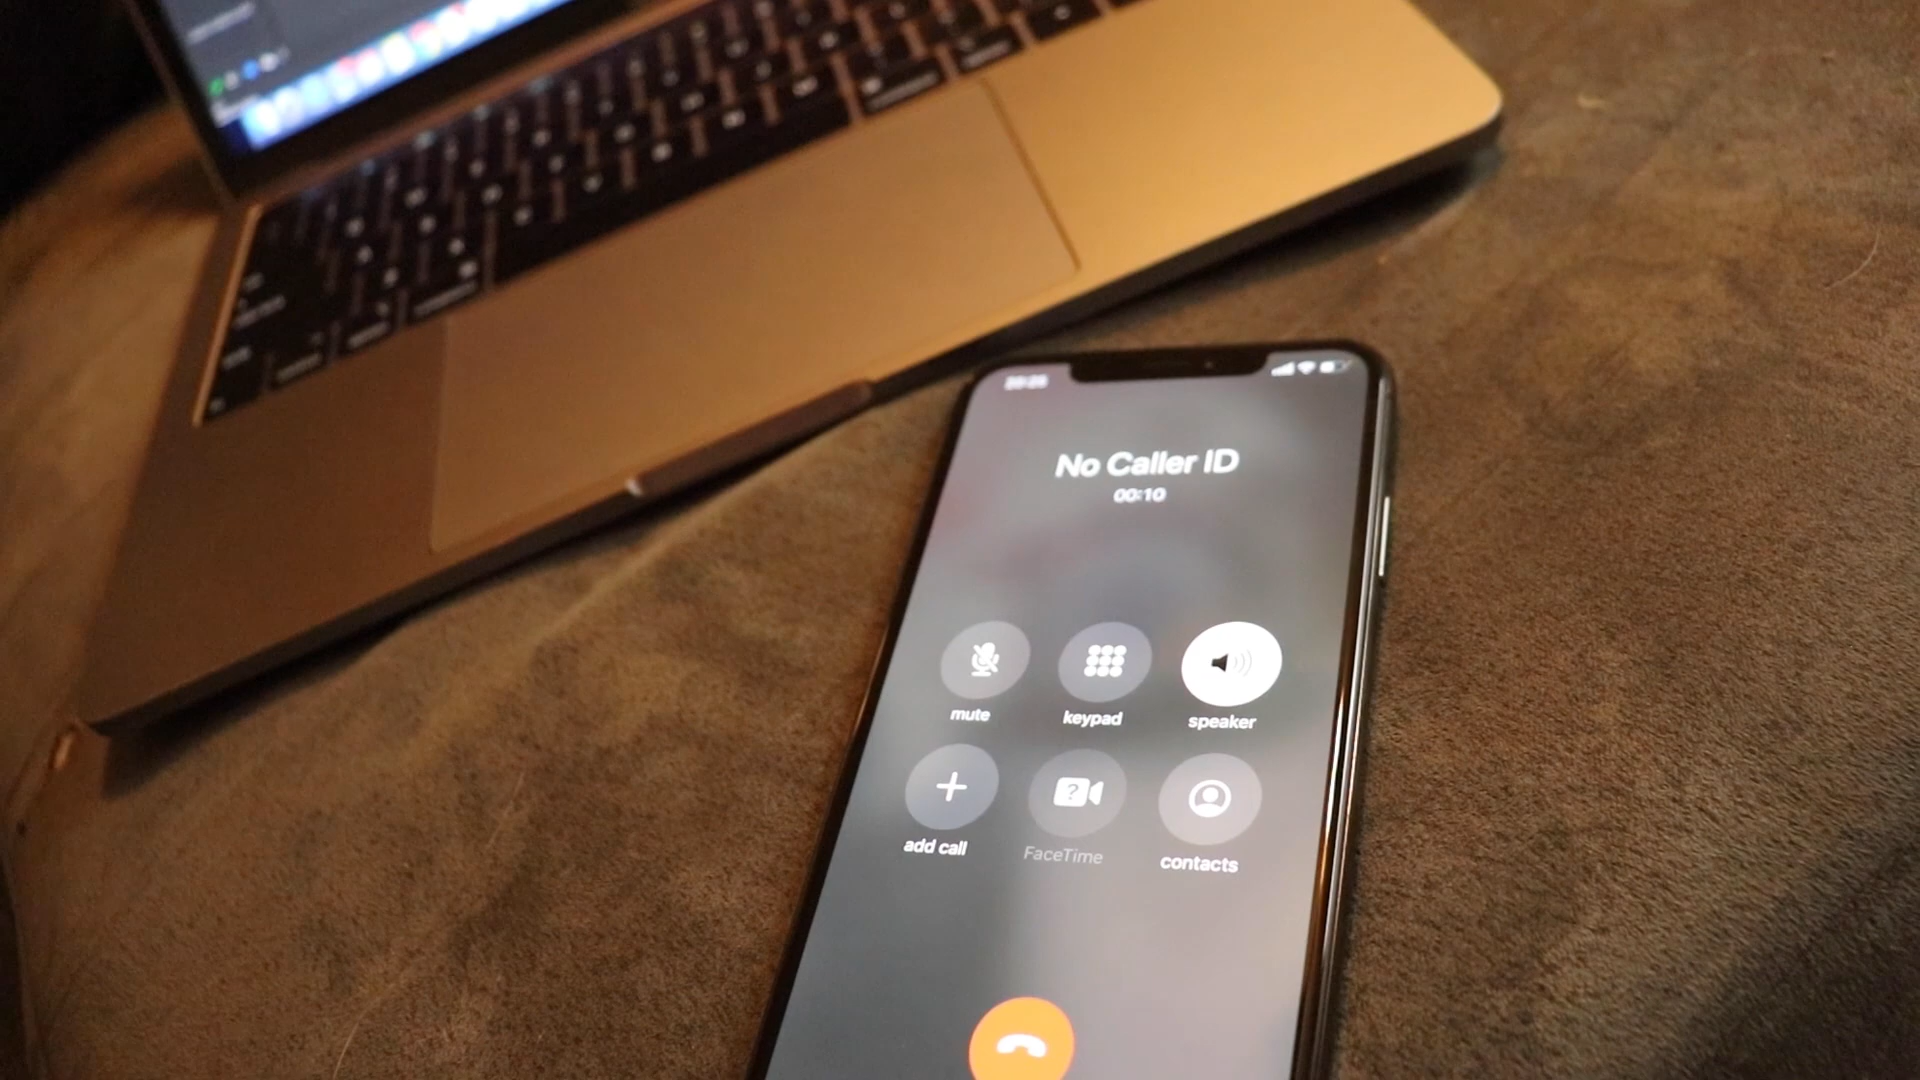 No Caller ID
00:10
mute
keypad
speaker
add call
FaceTime
contacts